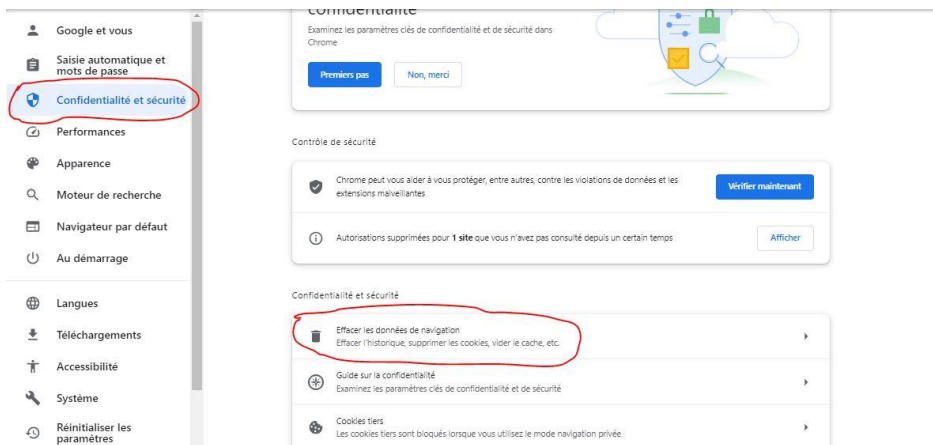 Google et vous
Saisie automatique et
mots de passe
Confidentialité et sécurité
Performances
Apparence
Moteur de recherche
Navigateur par défaut
Au démarrage
Langues
Téléchargements
Accessibilité
Système
Réinitialiser les
paramètres
confidentialité
Examinez les paramètres clés de confidentialité et de sécurité dans
Chrome
Premiers pas
Non, merci
Contrôle de sécurité
Chrome peut vous aider à vous protéger, entre autres, contre les violations de données et les
extensions malveillantes
Vérifier maintenant
Autorisations supprimées pour 1 site que vous n'avez pas consulté depuis un certain temps
Afficher
Confidentialité et sécurité
Effacer les données de navigation
Effacer l'historique, supprimer les cookies, vider le cache, etc.
Guide sur la confidentialité
Examinez les paramètres clés de confidentialité et de sécurité
Cookies tiers
Les cookies tiers sont bloqués lorsque vous utilisez le mode navigation privée